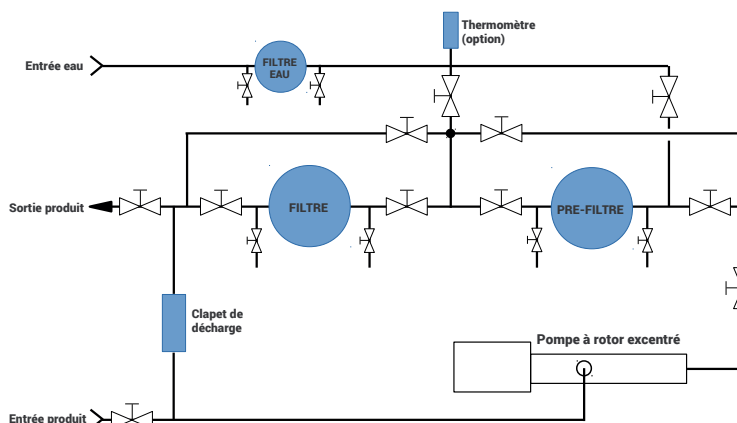 Thermomètre
(option)
Entrée eau
FILTRE
EAU
Sortie produit
FILTRE
PRE-FILTRE
Clapet de
décharge
Pompe à rotor excentré
Entrée produit